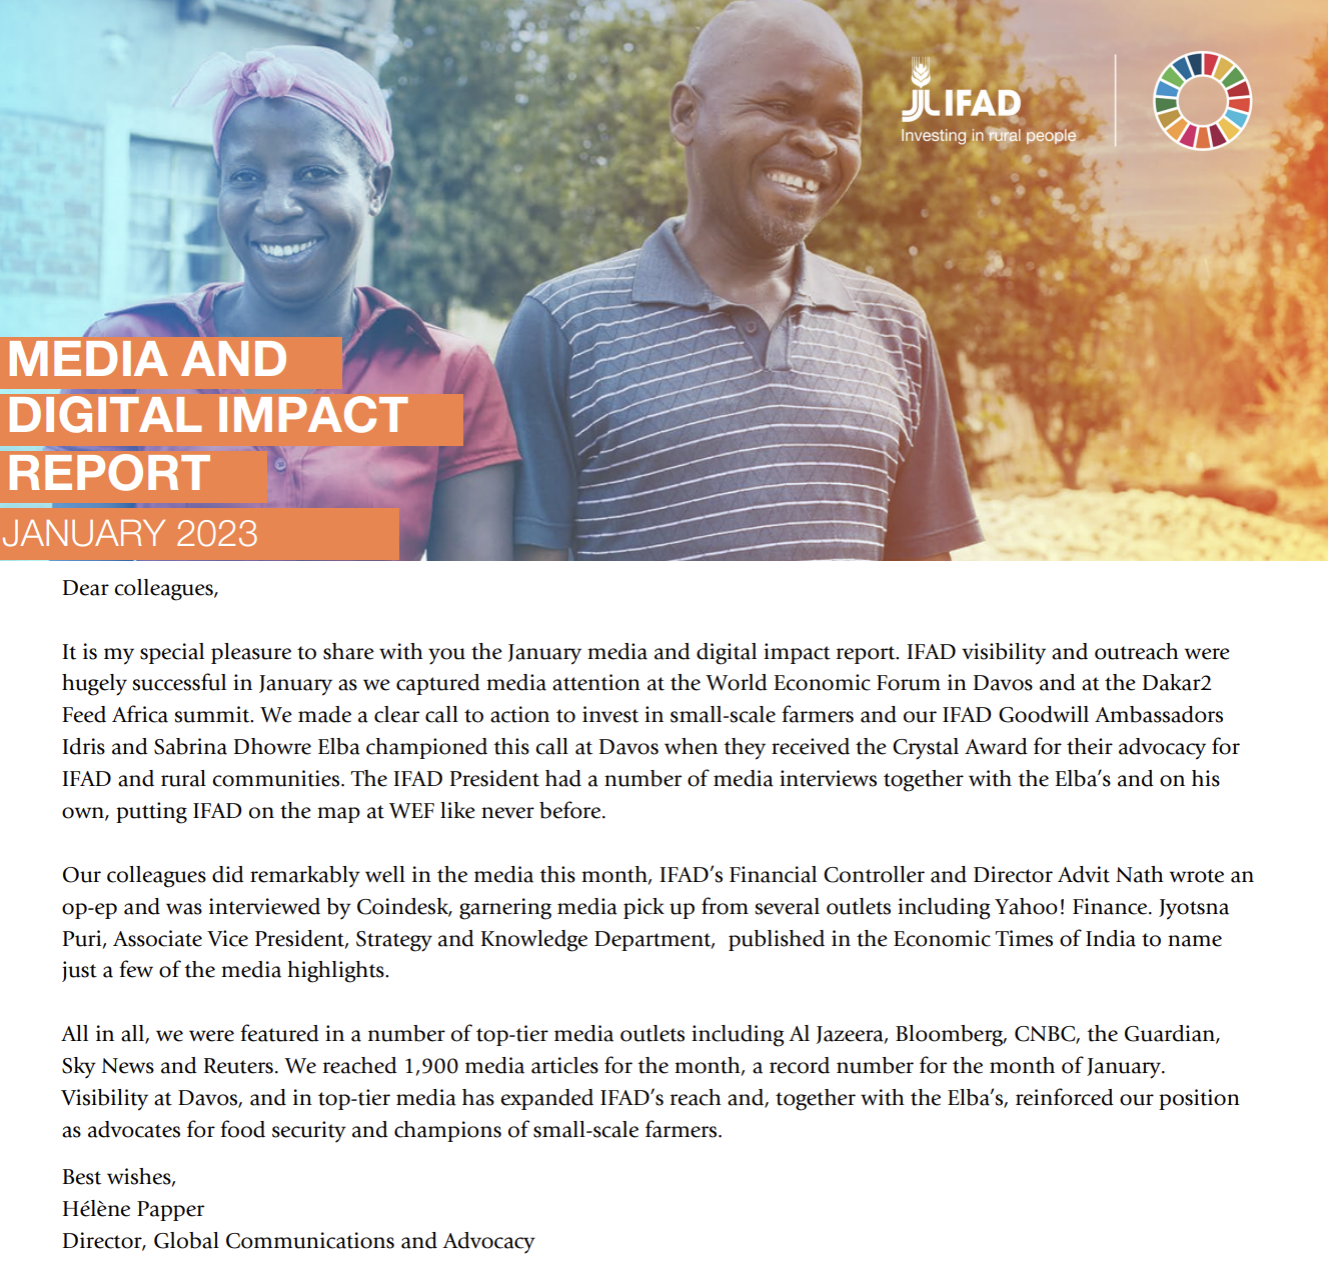 IFAD
Investing in rural people
MEDIA AND
DIGITAL IMPACT
REPORT
JANUARY 2023
Dear colleagues,
It is my special pleasure to share with you the January media and digital impact report. IFAD visibility and outreach were
hugely successful in January as we captured media attention at the World Economic Forum in Davos and at the Dakar2
Feed Africa summit. We made a clear call to action to invest in small-scale farmers and our IFAD Goodwill Ambassadors
Idris and Sabrina Dhowre Elba championed this call at Davos when they received the Crystal Award for their advocacy for
IFAD and rural communities. The IFAD President had a number of media interviews together with the Elba’s and on his
own, putting IFAD on the map at WEF like never before.
Our colleagues did remarkably well in the media this month, IFAD’s Financial Controller and Director Advit Nath wrote an
op-ep and was interviewed by Coindesk, garnering media pick up from several outlets including Yahoo! Finance. Jyotsna
Puri, Associate Vice President, Strategy and Knowledge Department,  published in the Economic Times of India to name
just a few of the media highlights.
All in all, we were featured in a number of top-tier media outlets including Al Jazeera, Bloomberg, CNBC, the Guardian,
Sky News and Reuters. We reached 1,900 media articles for the month, a record number for the month of January.
Visibility at Davos, and in top-tier media has expanded IFAD’s reach and, together with the Elba’s, reinforced our position
as advocates for food security and champions of small-scale farmers.
Best wishes,
Hélène Papper
Director, Global Communications and Advocacy